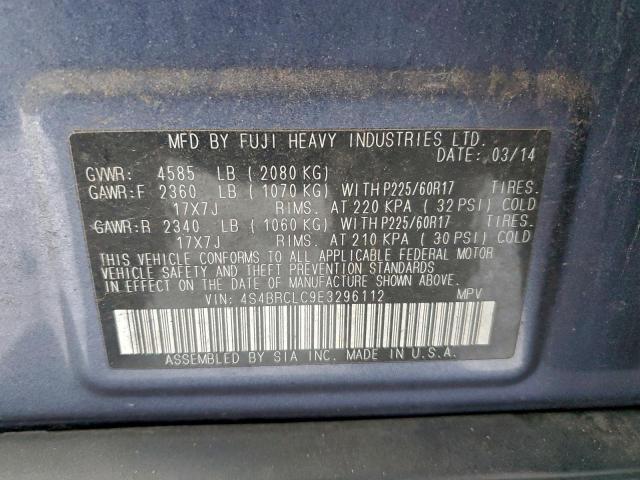 MFD BY FUJI HEAVY INDUSTRIES LTD.
DATE: 03/14
GVWR: 4585 LB ( 2080 KG)
GAWR:F 2360 LB ( 1070 KG) WITH P225/60R17 TIRES.
17X7J RIMS. AT 220 KPA ( 32 PSI) COLD
GAWR:R 2340 LB ( 1060 KG) WITH P225/60R17 TIRES.
17X7J RIMS. AT 210 KPA ( 30 PSI) COLD
THIS VEHICLE CONFORMS TO ALL APPLICABLE FEDERAL MOTOR
VEHICLE SAFETY AND THEFT PREVENTION STANDARDS
IN EFFECT ON THE DATE OF MANUFACTURE SHOWN ABOVE.
VIN: 4S4BRCLC9E3296112 MPV
ASSEMBLED BY SIA INC. MADE IN U.S.A.